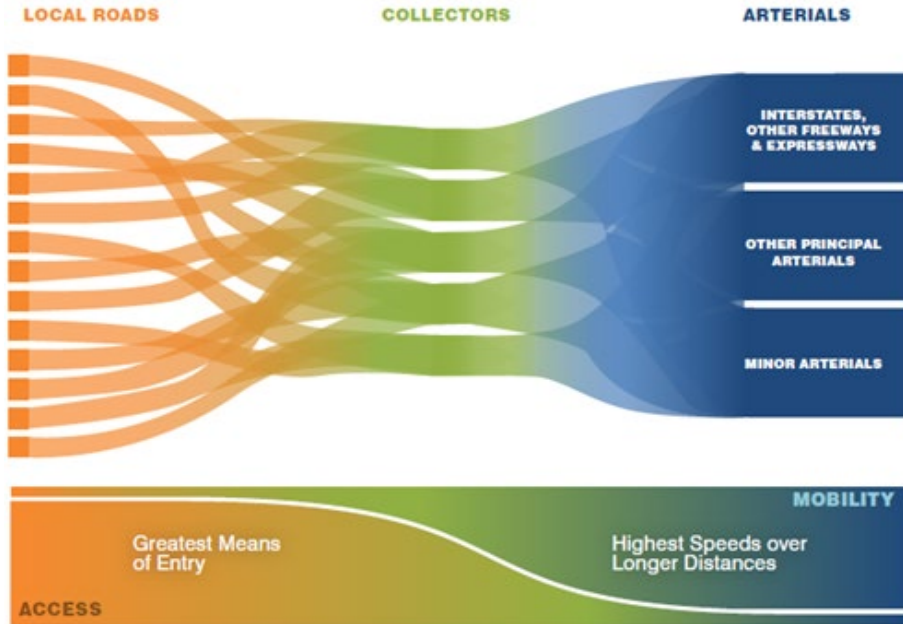 LOCAL ROADS
COLLECTORS
ARTERIALS
INTERSTATES,
OTHER FREEWAYS
& EXPRESSWAYS
OTHER PRINCIPAL
ARTERIALS
MINOR ARTERIALS
MOBILITY
Greatest Means
of Entry
Highest Speeds over
Longer Distances
ACCESS